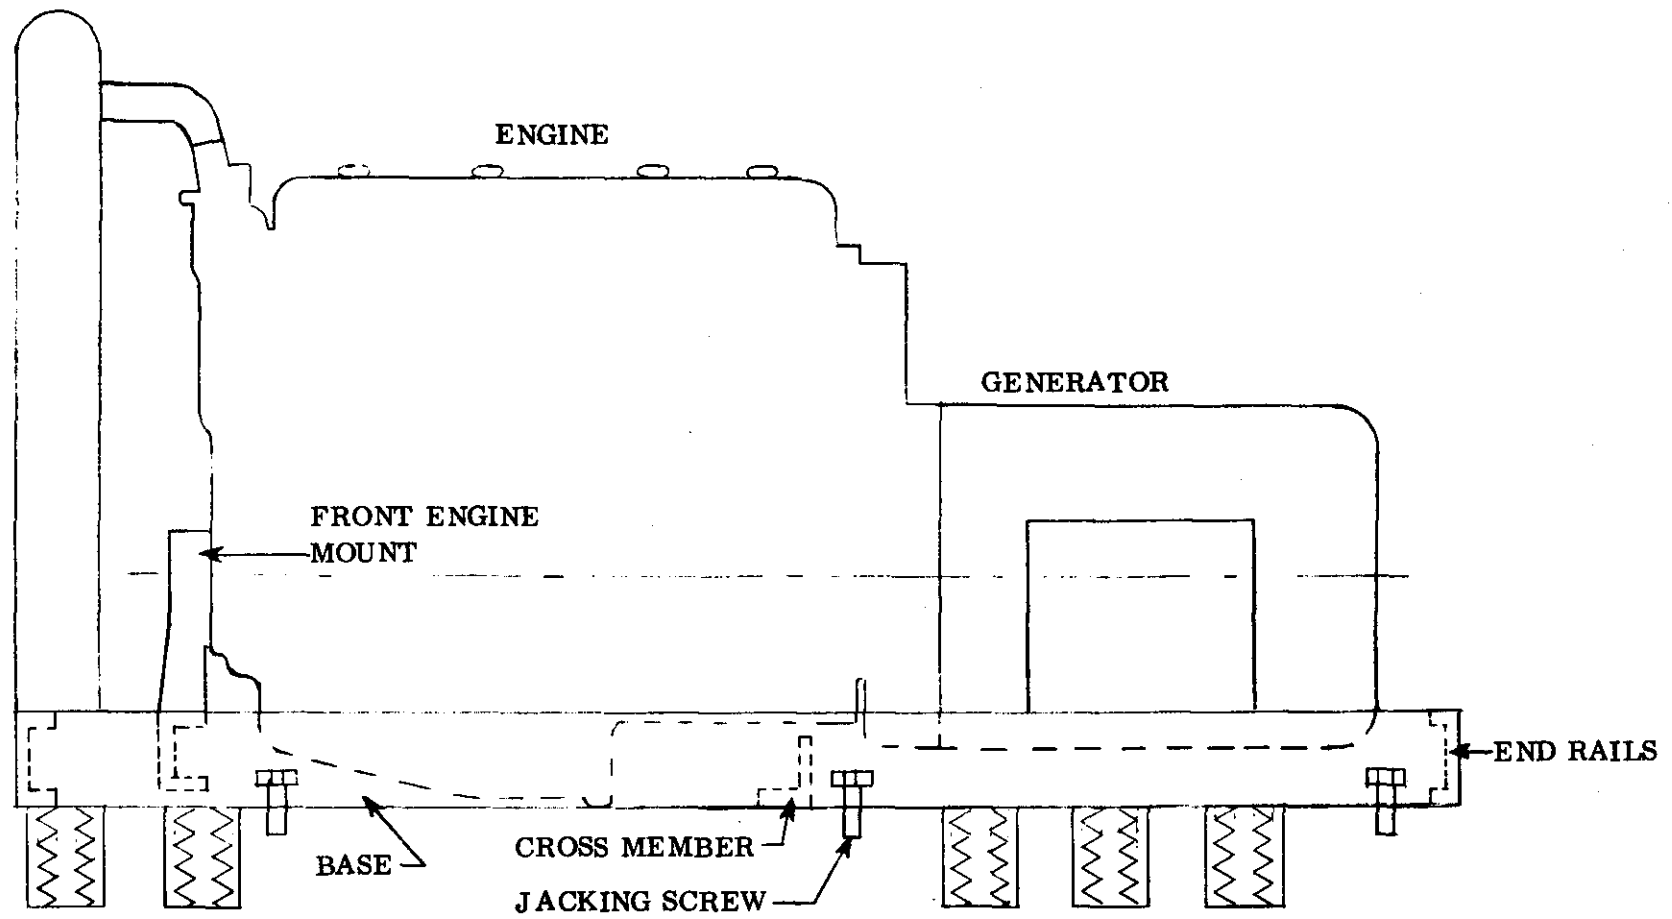 ENGINE
GENERATOR
FRONT ENGINE
MOUNT
END RAILS
CROSS MEMBER
BASE
JACKING SCREW